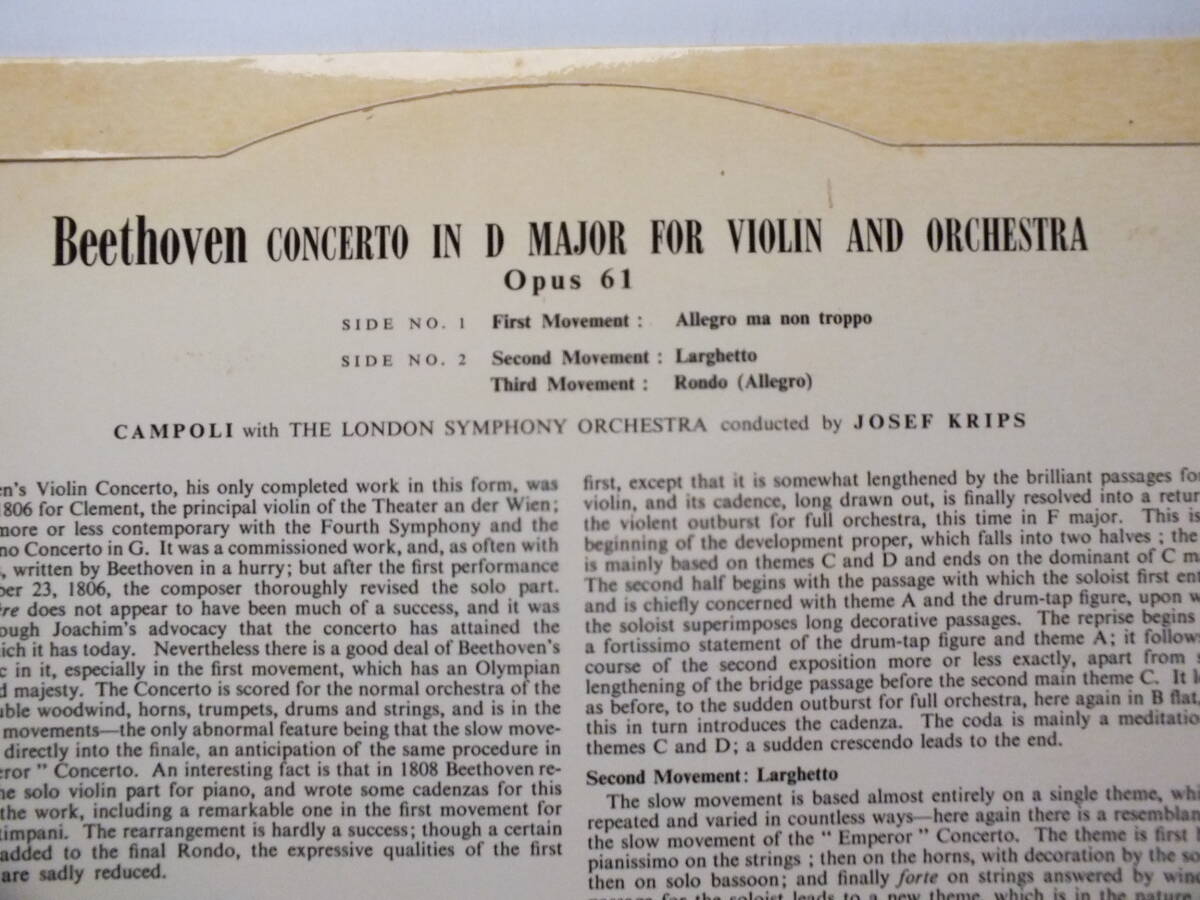 Beethoven CONCERTO IN D MAJOR FOR VIOLIN AND ORCHESTRA
Opus 61
SIDE NO. 1 First Movement : Allegro ma non troppo
SIDE NO. 2 Second Movement : Larghetto
Third Movement : Rondo (Allegro)
CAMPOLI with THE LONDON SYMPHONY ORCHESTRA conducted by JOSEF KRIPS
en's Violin Concerto, his only completed work in this form, was
1806 for Clement, the principal violin of the Theater an der Wien;
more or less contemporary with the Fourth Symphony and the
no Concerto in G. It was a commissioned work, and, as often with
, written by Beethoven in a hurry; but after the first performance
ber 23, 1806, the composer thoroughly revised the solo part.
ère does not appear to have been much of a success, and it was
ough Joachim's advocacy that the concerto has attained the
ich it has today. Nevertheless there is a good deal of Beethoven's
c in it, especially in the first movement, which has an Olympian
d majesty. The Concerto is scored for the normal orchestra of the
uble woodwind, horns, trumpets, drums and strings, and is in the
movements—the only abnormal feature being that the slow move-
directly into the finale, an anticipation of the same procedure in
eror " Concerto. An interesting fact is that in 1808 Beethoven re-
ne solo violin part for piano, and wrote some cadenzas for this
the work, including a remarkable one in the first movement for
timpani. The rearrangement is hardly a success; though a certain
added to the final Rondo, the expressive qualities of the first
are sadly reduced.
first, except that it is somewhat lengthened by the brilliant passages for
violin, and its cadence, long drawn out, is finally resolved into a retur
the violent outburst for full orchestra, this time in F major. This is
beginning of the development proper, which falls into two halves ; the
is mainly based on themes C and D and ends on the dominant of C m
The second half begins with the passage with which the soloist first en
and is chiefly concerned with theme A and the drum-tap figure, upon w
the soloist superimposes long decorative passages. The reprise begins
a fortissimo statement of the drum-tap figure and theme A; it follow
course of the second exposition more or less exactly, apart from s
lengthening of the bridge passage before the second main theme C. It l
as before, to the sudden outburst for full orchestra, here again in B flat,
this in turn introduces the cadenza. The coda is mainly a meditatio
themes C and D; a sudden crescendo leads to the end.
Second Movement: Larghetto
The slow movement is based almost entirely on a single theme, whi
repeated and varied in countless ways—here again there is a resemblan
the slow movement of the " Emperor " Concerto. The theme is first
pianissimo on the strings ; then on the horns, with decoration by the so
then on solo bassoon; and finally forte on strings answered by wind
for the soloist leads to a new theme, which is in the nature